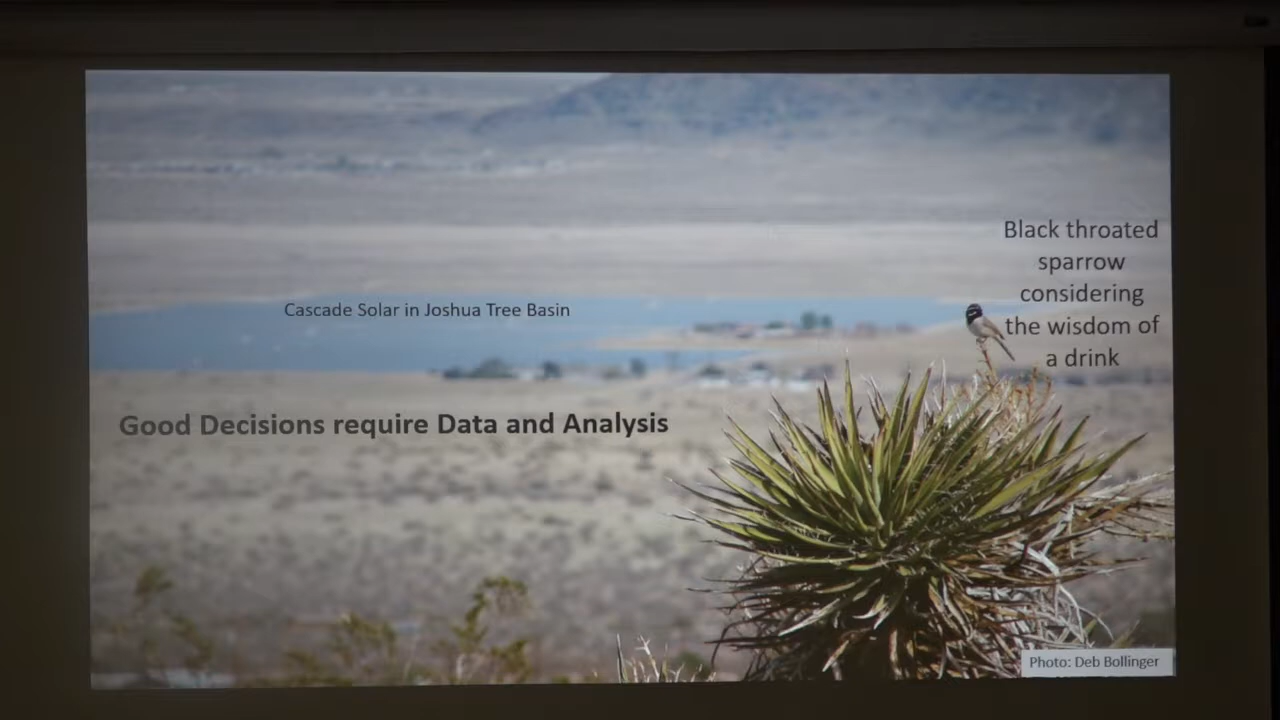 Black throated
sparrow
considering
the wisdom of
a drink
Cascade Solar in Joshua Tree Basin
Good Decisions require Data and Analysis
Photo: Deb Bollinger